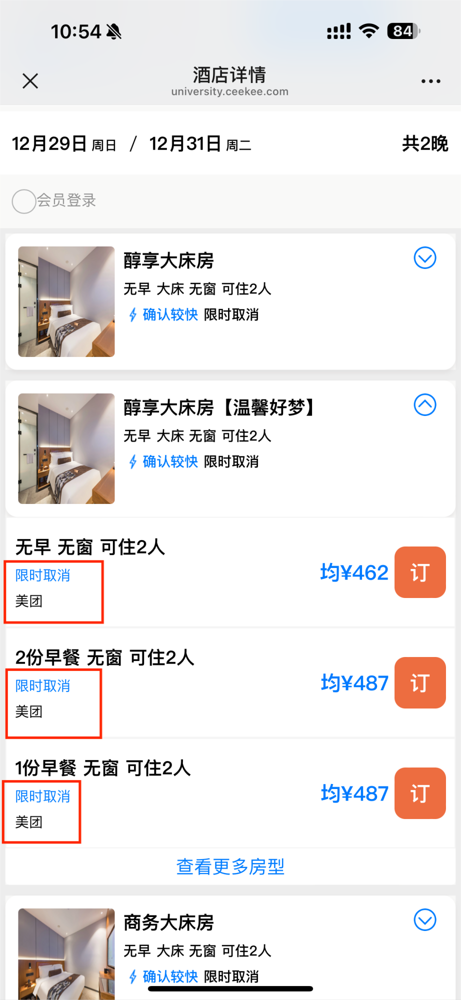 10:54
84
酒店详情
university.ceekee.com
12月29日 周日 / 12月31日 周二 共2晚
会员登录
醇享大床房
无早 大床 无窗 可住2人
确认较快 限时取消
醇享大床房【温馨好梦】
无早 大床 无窗 可住2人
确认较快 限时取消
无早 无窗 可住2人
限时取消
美团
均¥462 订
2份早餐 无窗 可住2人
限时取消
美团
均¥487 订
1份早餐 无窗 可住2人
限时取消
美团
均¥487 订
查看更多房型
商务大床房
无早 大床 无窗 可住2人
确认较快 限时取消